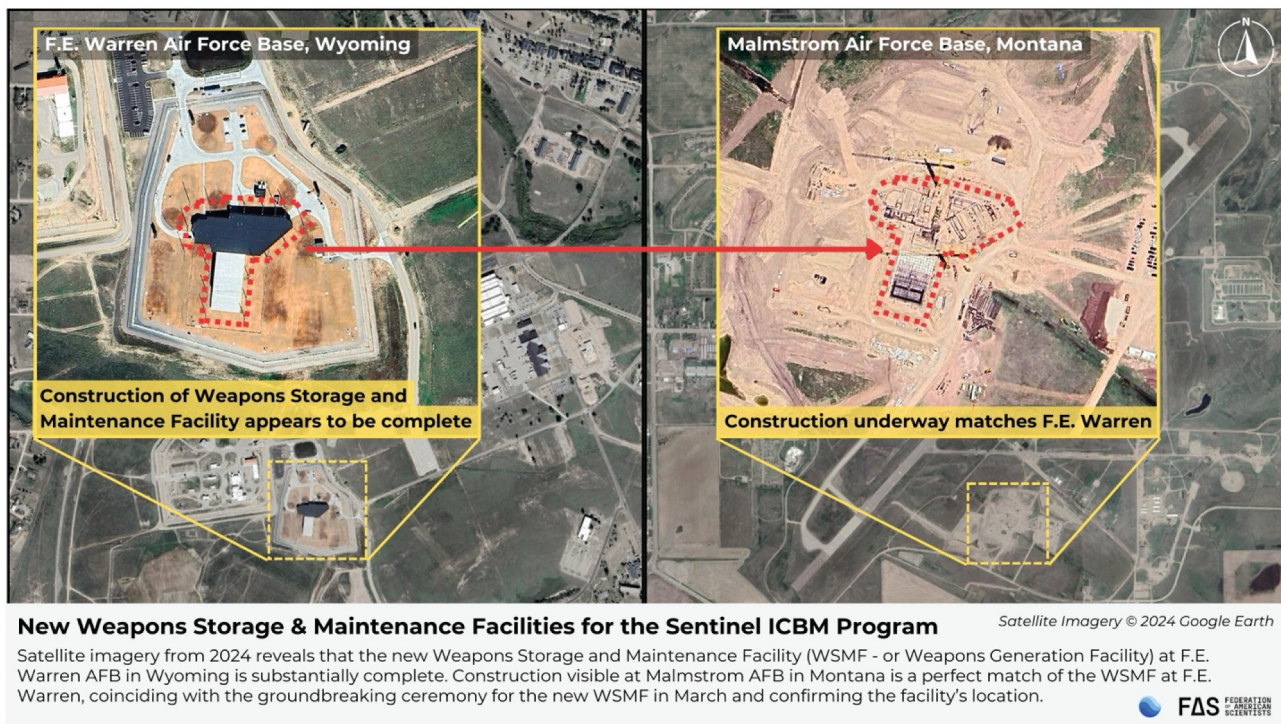 F.E. Warren Air Force Base, Wyoming
Malmstrom Air Force Base, Montana
N
Construction of Weapons Storage and
Maintenance Facility appears to be complete
Construction underway matches F.E. Warren
New Weapons Storage & Maintenance Facilities for the Sentinel ICBM Program
Satellite Imagery © 2024 Google Earth
Satellite imagery from 2024 reveals that the new Weapons Storage and Maintenance Facility (WSMF - or Weapons Generation Facility) at F.E.
Warren AFB in Wyoming is substantially complete. Construction visible at Malmstrom AFB in Montana is a perfect match of the WSMF at F.E.
Warren, coinciding with the groundbreaking ceremony for the new WSMF in March and confirming the facility's location.
FAS
FEDERATION
OF AMERICAN
SCIENTISTS